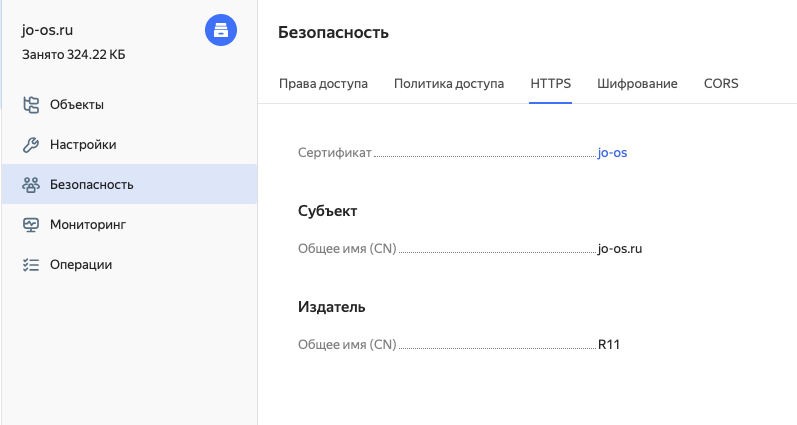 jo-os.ru
Занято 324.22 КБ
Объекты
Настройки
Безопасность
Мониторинг
Операции
Безопасность
Права доступа Политика доступа HTTPS Шифрование CORS
Сертификат jo-os
Субъект
Общее имя (CN) jo-os.ru
Издатель
Общее имя (CN) R11